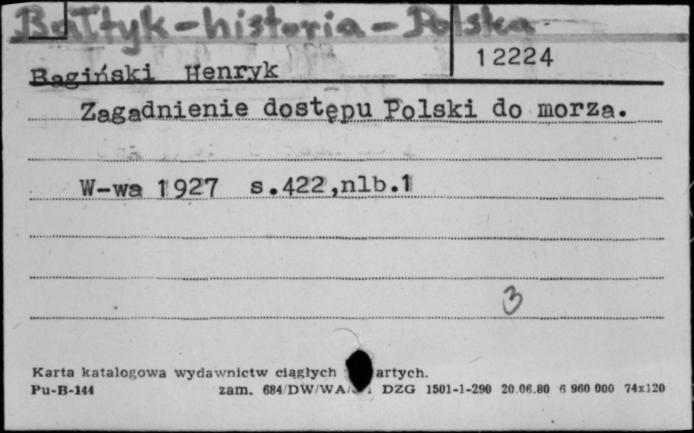 Bałtyk-historia-Polska
12224
Bagiński Henryk
Zagadnienie dostępu Polski do morza.
W-wa 1927 s.422,nlb.1
3
Karta katalogowa wydawnictw ciągłych artych.
Pu-B-144 zam. 684/DW/WA/ DZG 1501-1-290 20.06.80 6 960 000 74x120